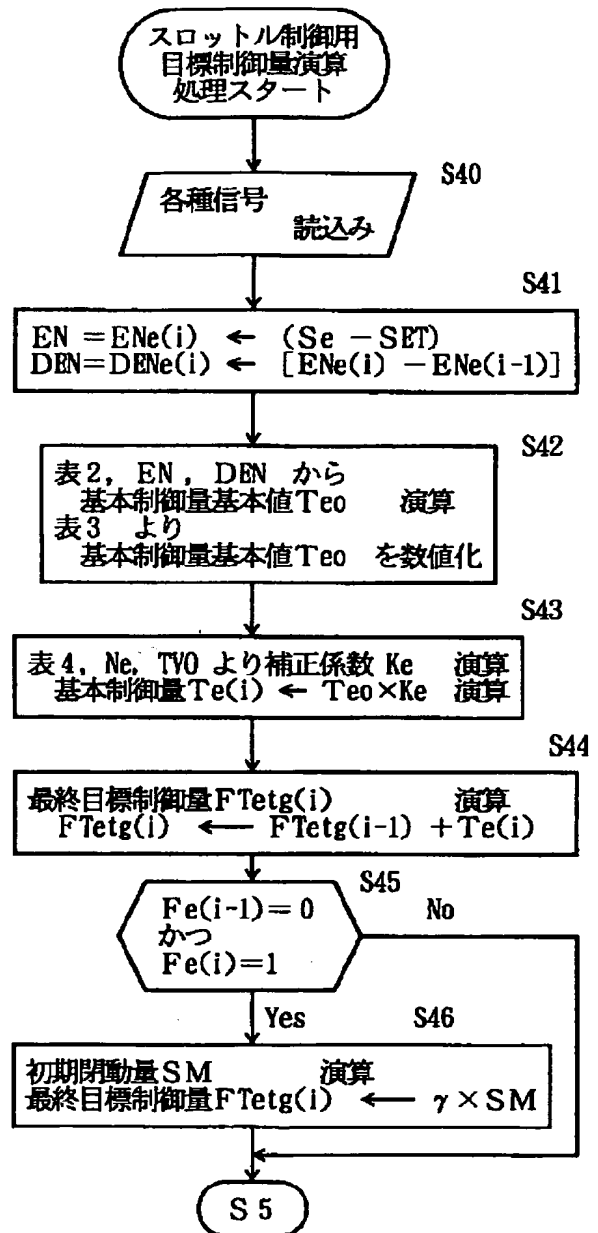 スロットル制御用
目標制御量演算
処理スタート
S40
各種信号
読込み
S41
EN =ENe(i) ← (Se -SET)
DEN=DENe(i) ← [ENe(i) -ENe(i-1)]
S42
表2, EN , DEN から
基本制御量基本値Teo 演算
表3 より
基本制御量基本値Teo を数値化
S43
表4, Ne, TVO より補正係数 Ke 演算
基本制御量Te(i) ← Teo×Ke 演算
S44
最終目標制御量FTetg(i) 演算
FTetg(i) ← FTetg(i-1) +Te(i)
S45
Fe(i-1)= 0
かつ
Fe(i)=1
No
Yes
S46
初期閉動量SM 演算
最終目標制御量FTetg(i) ← γ×SM
S 5